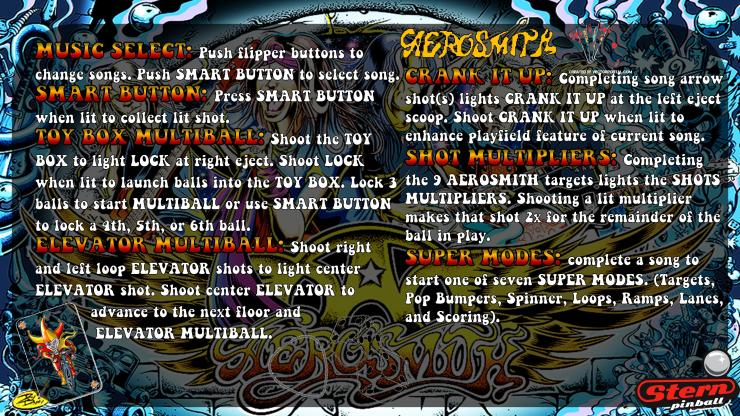 MUSIC SELECT: Push flipper buttons to
change songs. Push SMART BUTTON to select song.
SMART BUTTON: Press SMART BUTTON
when lit to collect lit shot.
TOY BOX MULTIBALL: Shoot the TOY
BOX to light LOCK at right eject. Shoot LOCK
when lit to launch balls into the TOY BOX. Lock 3
balls to start MULTIBALL or use SMART BUTTON
to lock a 4th, 5th, or 6th ball.
ELEVATOR MULTIBALL: Shoot right
and left loop ELEVATOR shots to light center
ELEVATOR shot. Shoot center ELEVATOR to
advance to the next floor and
ELEVATOR MULTIBALL.
AEROSMITH
CRANK IT UP: Completing song arrow
shot(s) lights CRANK IT UP at the left eject
scoop. Shoot CRANK IT UP when lit to
enhance playfield feature of current song.
SHOT MULTIPLIERS: Completing
the 9 AEROSMITH targets lights the SHOTS
MULTIPLIERS. Shooting a lit multiplier
makes that shot 2x for the remainder of the
ball in play.
SUPER MODES: complete a song to
start one of seven SUPER MODES. (Targets,
Pop Bumpers, Spinner, Loops, Ramps, Lanes,
and Scoring).
AEROSMITH
Stern
pinball